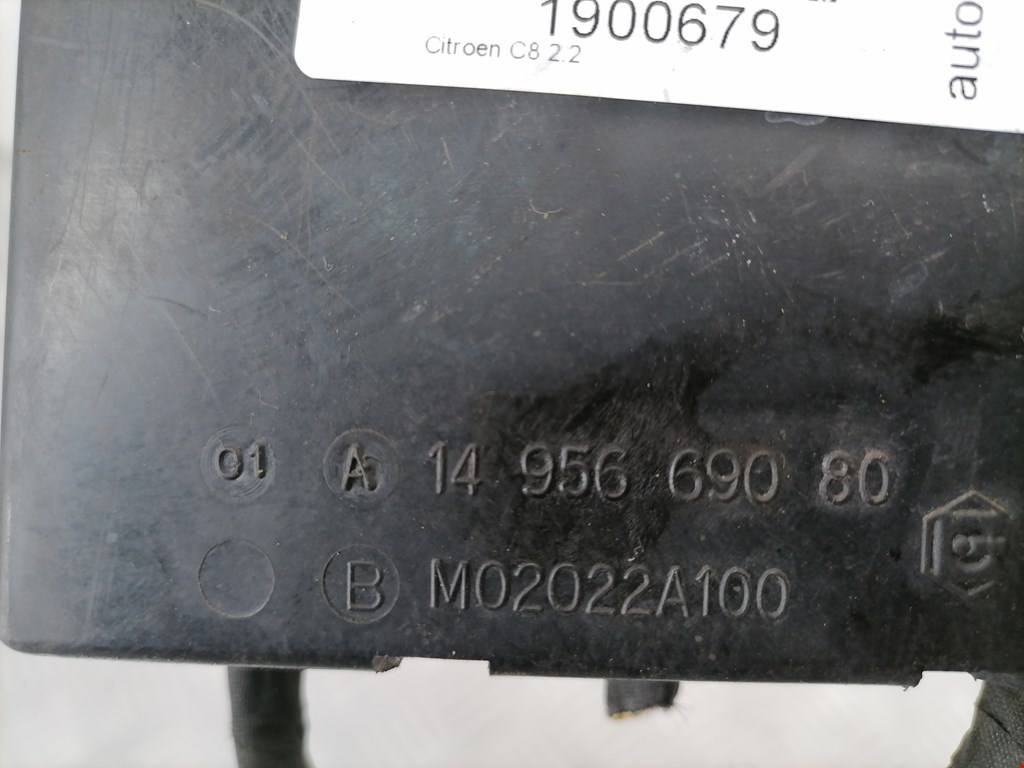 1900679
Citroen C8 2.2
auto
01 A 14 956 690 80
B M02022A100